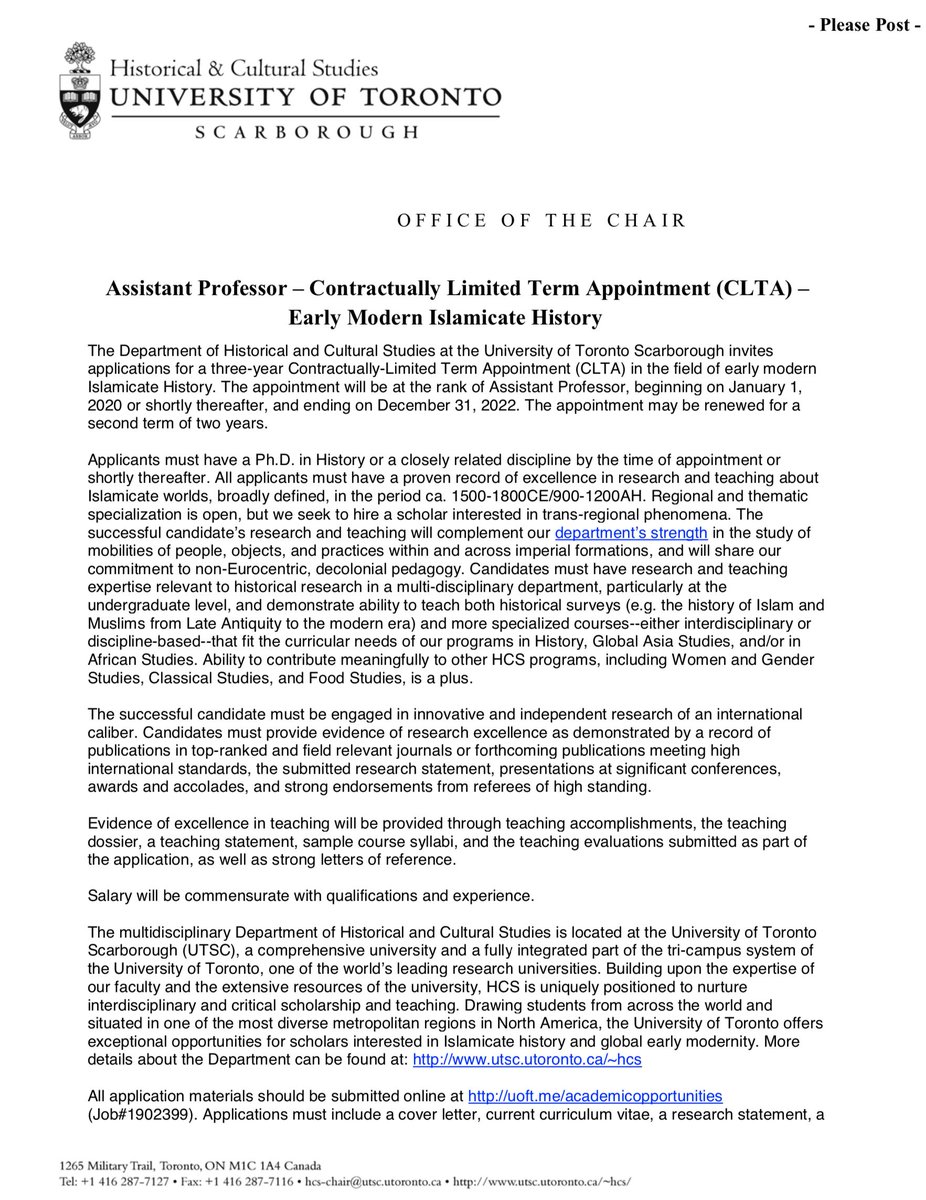 - Please Post -
Historical & Cultural Studies
UNIVERSITY OF TORONTO
SCARBOROUGH
OFFICE OF THE CHAIR
Assistant Professor – Contractually Limited Term Appointment (CLTA) –
Early Modern Islamicate History
The Department of Historical and Cultural Studies at the University of Toronto Scarborough invites
applications for a three-year Contractually-Limited Term Appointment (CLTA) in the field of early modern
Islamicate History. The appointment will be at the rank of Assistant Professor, beginning on January 1,
2020 or shortly thereafter, and ending on December 31, 2022. The appointment may be renewed for a
second term of two years.
Applicants must have a Ph.D. in History or a closely related discipline by the time of appointment or
shortly thereafter. All applicants must have a proven record of excellence in research and teaching about
Islamicate worlds, broadly defined, in the period ca. 1500-1800CE/900-1200AH. Regional and thematic
specialization is open, but we seek to hire a scholar interested in trans-regional phenomena. The
successful candidate's research and teaching will complement our department's strength in the study of
mobilities of people, objects, and practices within and across imperial formations, and will share our
commitment to non-Eurocentric, decolonial pedagogy. Candidates must have research and teaching
expertise relevant to historical research in a multi-disciplinary department, particularly at the
undergraduate level, and demonstrate ability to teach both historical surveys (e.g. the history of Islam and
Muslims from Late Antiquity to the modern era) and more specialized courses--either interdisciplinary or
discipline-based--that fit the curricular needs of our programs in History, Global Asia Studies, and/or in
African Studies. Ability to contribute meaningfully to other HCS programs, including Women and Gender
Studies, Classical Studies, and Food Studies, is a plus.
The successful candidate must be engaged in innovative and independent research of an international
caliber. Candidates must provide evidence of research excellence as demonstrated by a record of
publications in top-ranked and field relevant journals or forthcoming publications meeting high
international standards, the submitted research statement, presentations at significant conferences,
awards and accolades, and strong endorsements from referees of high standing.
Evidence of excellence in teaching will be provided through teaching accomplishments, the teaching
dossier, a teaching statement, sample course syllabi, and the teaching evaluations submitted as part of
the application, as well as strong letters of reference.
Salary will be commensurate with qualifications and experience.
The multidisciplinary Department of Historical and Cultural Studies is located at the University of Toronto
Scarborough (UTSC), a comprehensive university and a fully integrated part of the tri-campus system of
the University of Toronto, one of the world's leading research universities. Building upon the expertise of
our faculty and the extensive resources of the university, HCS is uniquely positioned to nurture
interdisciplinary and critical scholarship and teaching. Drawing students from across the world and
situated in one of the most diverse metropolitan regions in North America, the University of Toronto offers
exceptional opportunities for scholars interested in Islamicate history and global early modernity. More
details about the Department can be found at: http://www.utsc.utoronto.ca/~hcs
All application materials should be submitted online at http://uoft.me/academicopportunities
(Job#1902399). Applications must include a cover letter, current curriculum vitae, a research statement, a
1265 Military Trail, Toronto, ON M1C 1A4 Canada
Tel: +1 416 287-7127 • Fax: +1 416 287-7116 • hcs-chair@utsc.utoronto.ca • http://www.utsc.utoronto.ca/~hcs/